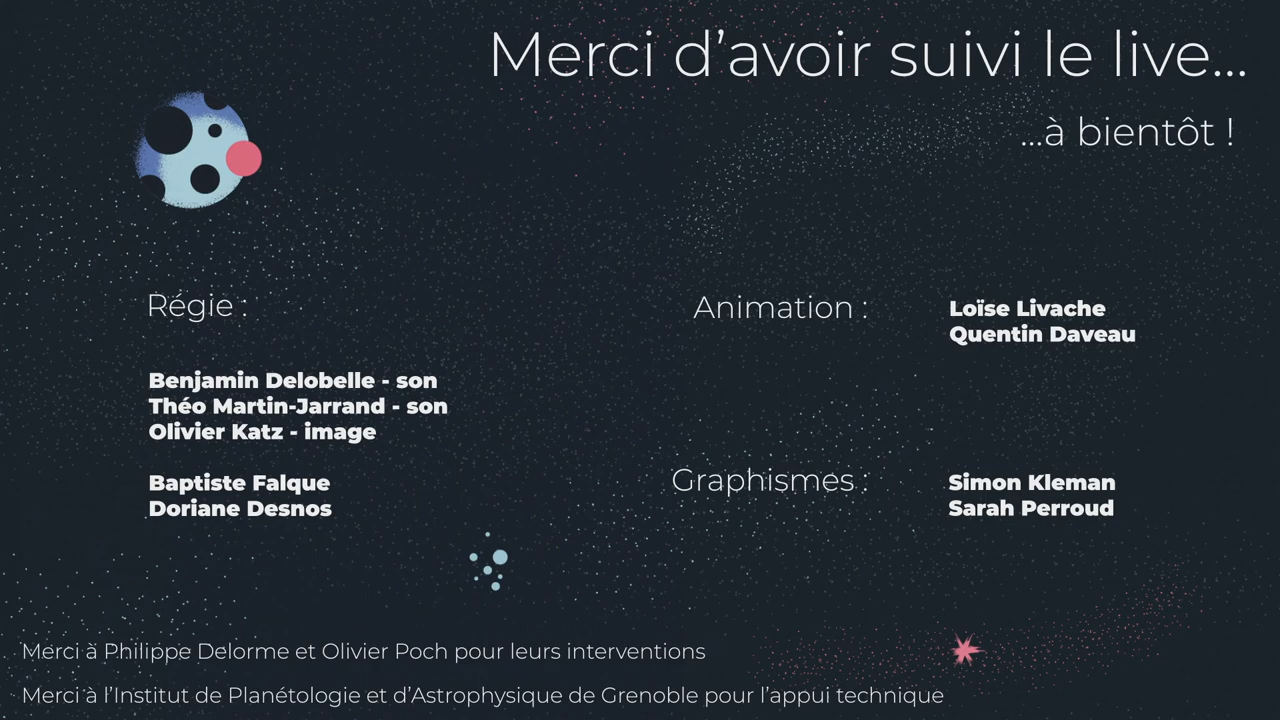 Merci d’avoir suivi le live...
...à bientôt !
Régie :
Benjamin Delobelle - son
Théo Martin-Jarrand - son
Olivier Katz - image
Baptiste Falque
Doriane Desnos
Animation :
Loïse Livache
Quentin Daveau
Graphismes :
Simon Kleman
Sarah Perroud
Merci à Philippe Delorme et Olivier Poch pour leurs interventions
Merci à l’Institut de Planétologie et d’Astrophysique de Grenoble pour l’appui technique